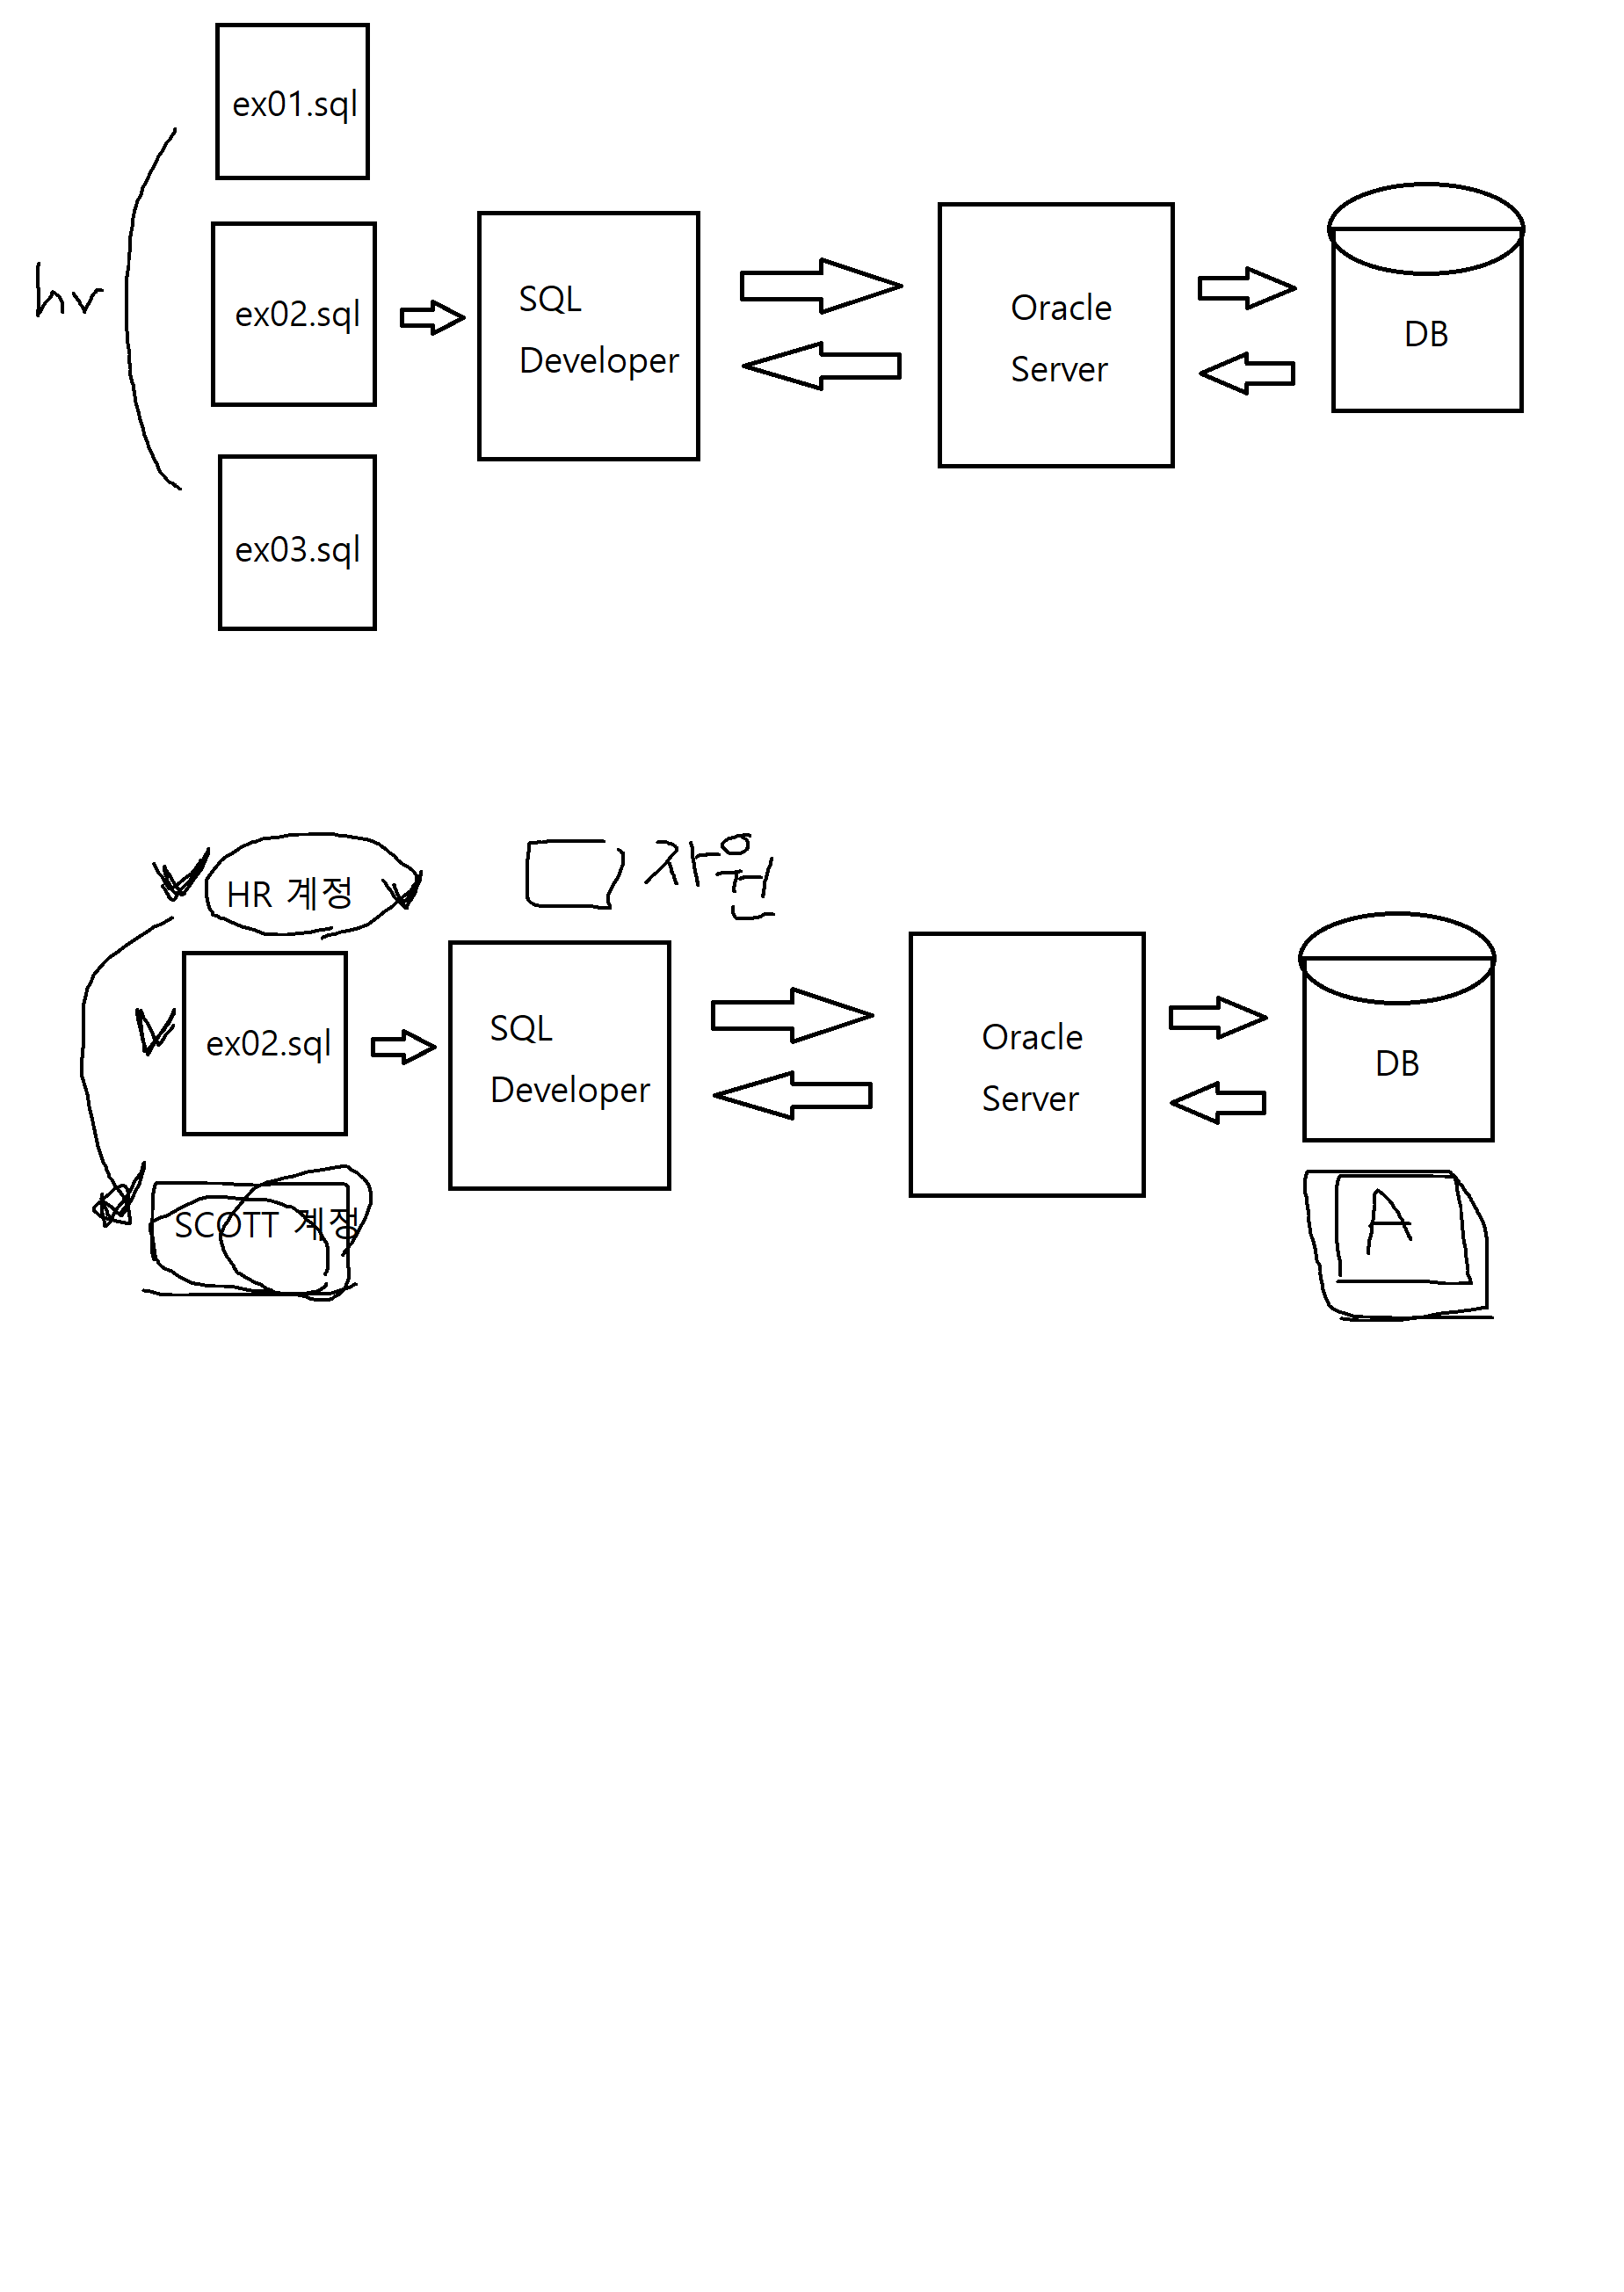 ex01.sql
hr
ex02.sql
SQL
Developer
Oracle
Server
DB
ex03.sql
HR 계정
자원
ex02.sql
SQL
Developer
Oracle
Server
DB
SCOTT 계정
A